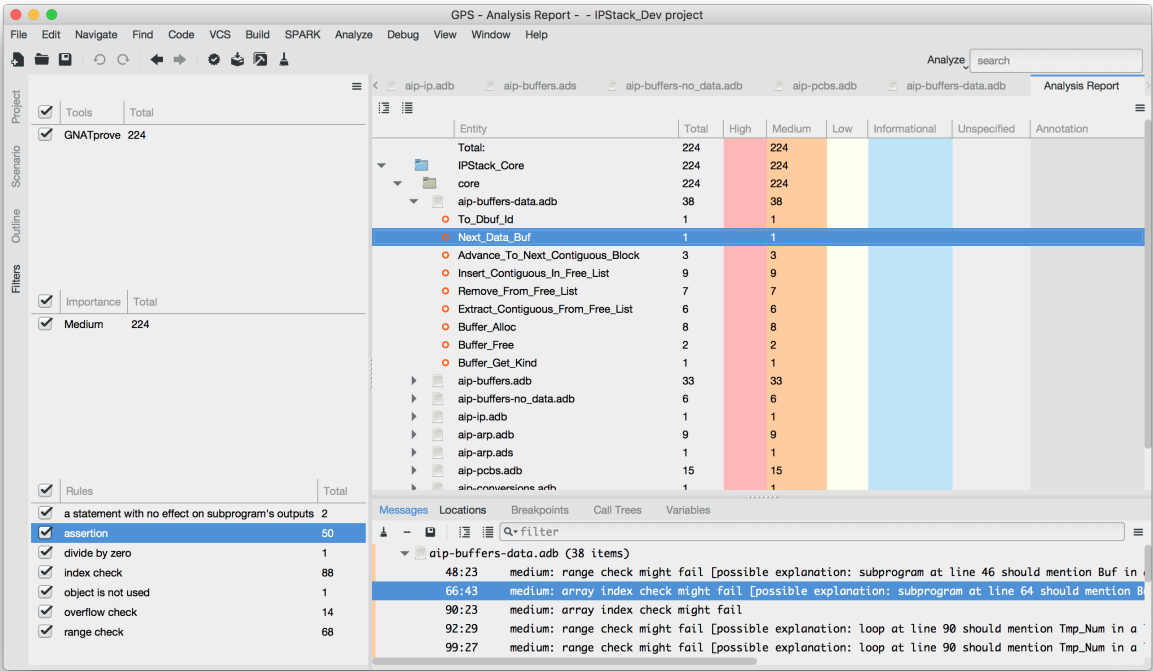 GPS - Analysis Report - - IPStack_Dev project
File Edit Navigate Find Code VCS Build SPARK Analyze Debug View Window Help
Analyze search
Project
Scenario
Outline
Filters
Tools Total
GNATprove 224
Importance Total
Medium 224
Rules Total
a statement with no effect on subprogram's outputs 2
assertion 50
divide by zero 1
index check 88
object is not used 1
overflow check 14
range check 68
aip-ip.adb aip-buffers.ads aip-buffers-no_data.adb aip-pcbs.adb aip-buffers-data.adb Analysis Report
Entity Total High Medium Low Informational Unspecified Annotation
Total: 224 224
IPStack_Core 224 224
core 224 224
aip-buffers-data.adb 38 38
To_Dbuf_Id 1 1
Next_Data_Buf 1 1
Advance_To_Next_Contiguous_Block 3 3
Insert_Contiguous_In_Free_List 9 9
Remove_From_Free_List 7 7
Extract_Contiguous_From_Free_List 6 6
Buffer_Alloc 8 8
Buffer_Free 2 2
Buffer_Get_Kind 1 1
aip-buffers.adb 33 33
aip-buffers-no_data.adb 6 6
aip-ip.adb 1 1
aip-arp.adb 9 9
aip-arp.ads 1 1
aip-pcbs.adb 15 15
aip-conversions.adb 1 1
Messages Locations Breakpoints Call Trees Variables
filter
aip-buffers-data.adb (38 items)
48:23 medium: range check might fail [possible explanation: subprogram at line 46 should mention Buf in
66:43 medium: array index check might fail [possible explanation: subprogram at line 64 should mention
90:23 medium: array index check might fail
92:29 medium: range check might fail [possible explanation: loop at line 90 should mention Tmp_Num in a
99:27 medium: range check might fail [possible explanation: loop at line 90 should mention Tmp_Num in a